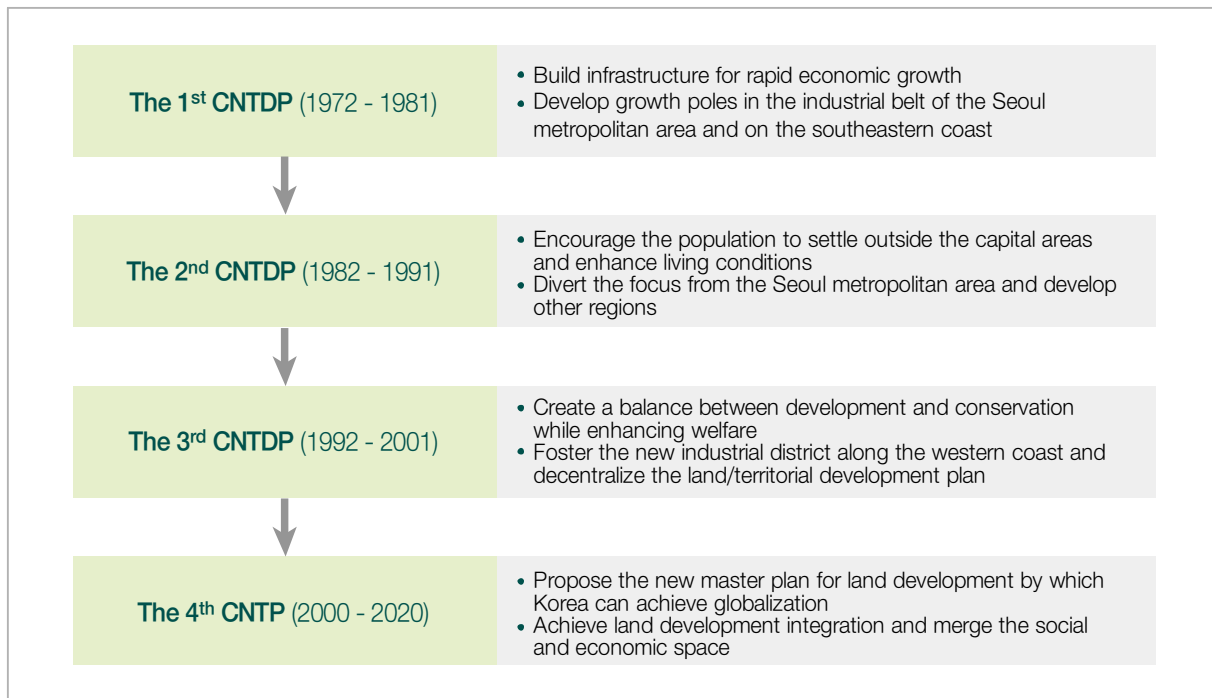 The 1st CNTDP (1972 - 1981)
• Build infrastructure for rapid economic growth
• Develop growth poles in the industrial belt of the Seoul
metropolitan area and on the southeastern coast
The 2nd CNTDP (1982 - 1991)
• Encourage the population to settle outside the capital areas
and enhance living conditions
• Divert the focus from the Seoul metropolitan area and develop
other regions
The 3rd CNTDP (1992 - 2001)
• Create a balance between development and conservation
while enhancing welfare
• Foster the new industrial district along the western coast and
decentralize the land/territorial development plan
The 4th CNTP (2000 - 2020)
• Propose the new master plan for land development by which
Korea can achieve globalization
• Achieve land development integration and merge the social
and economic space